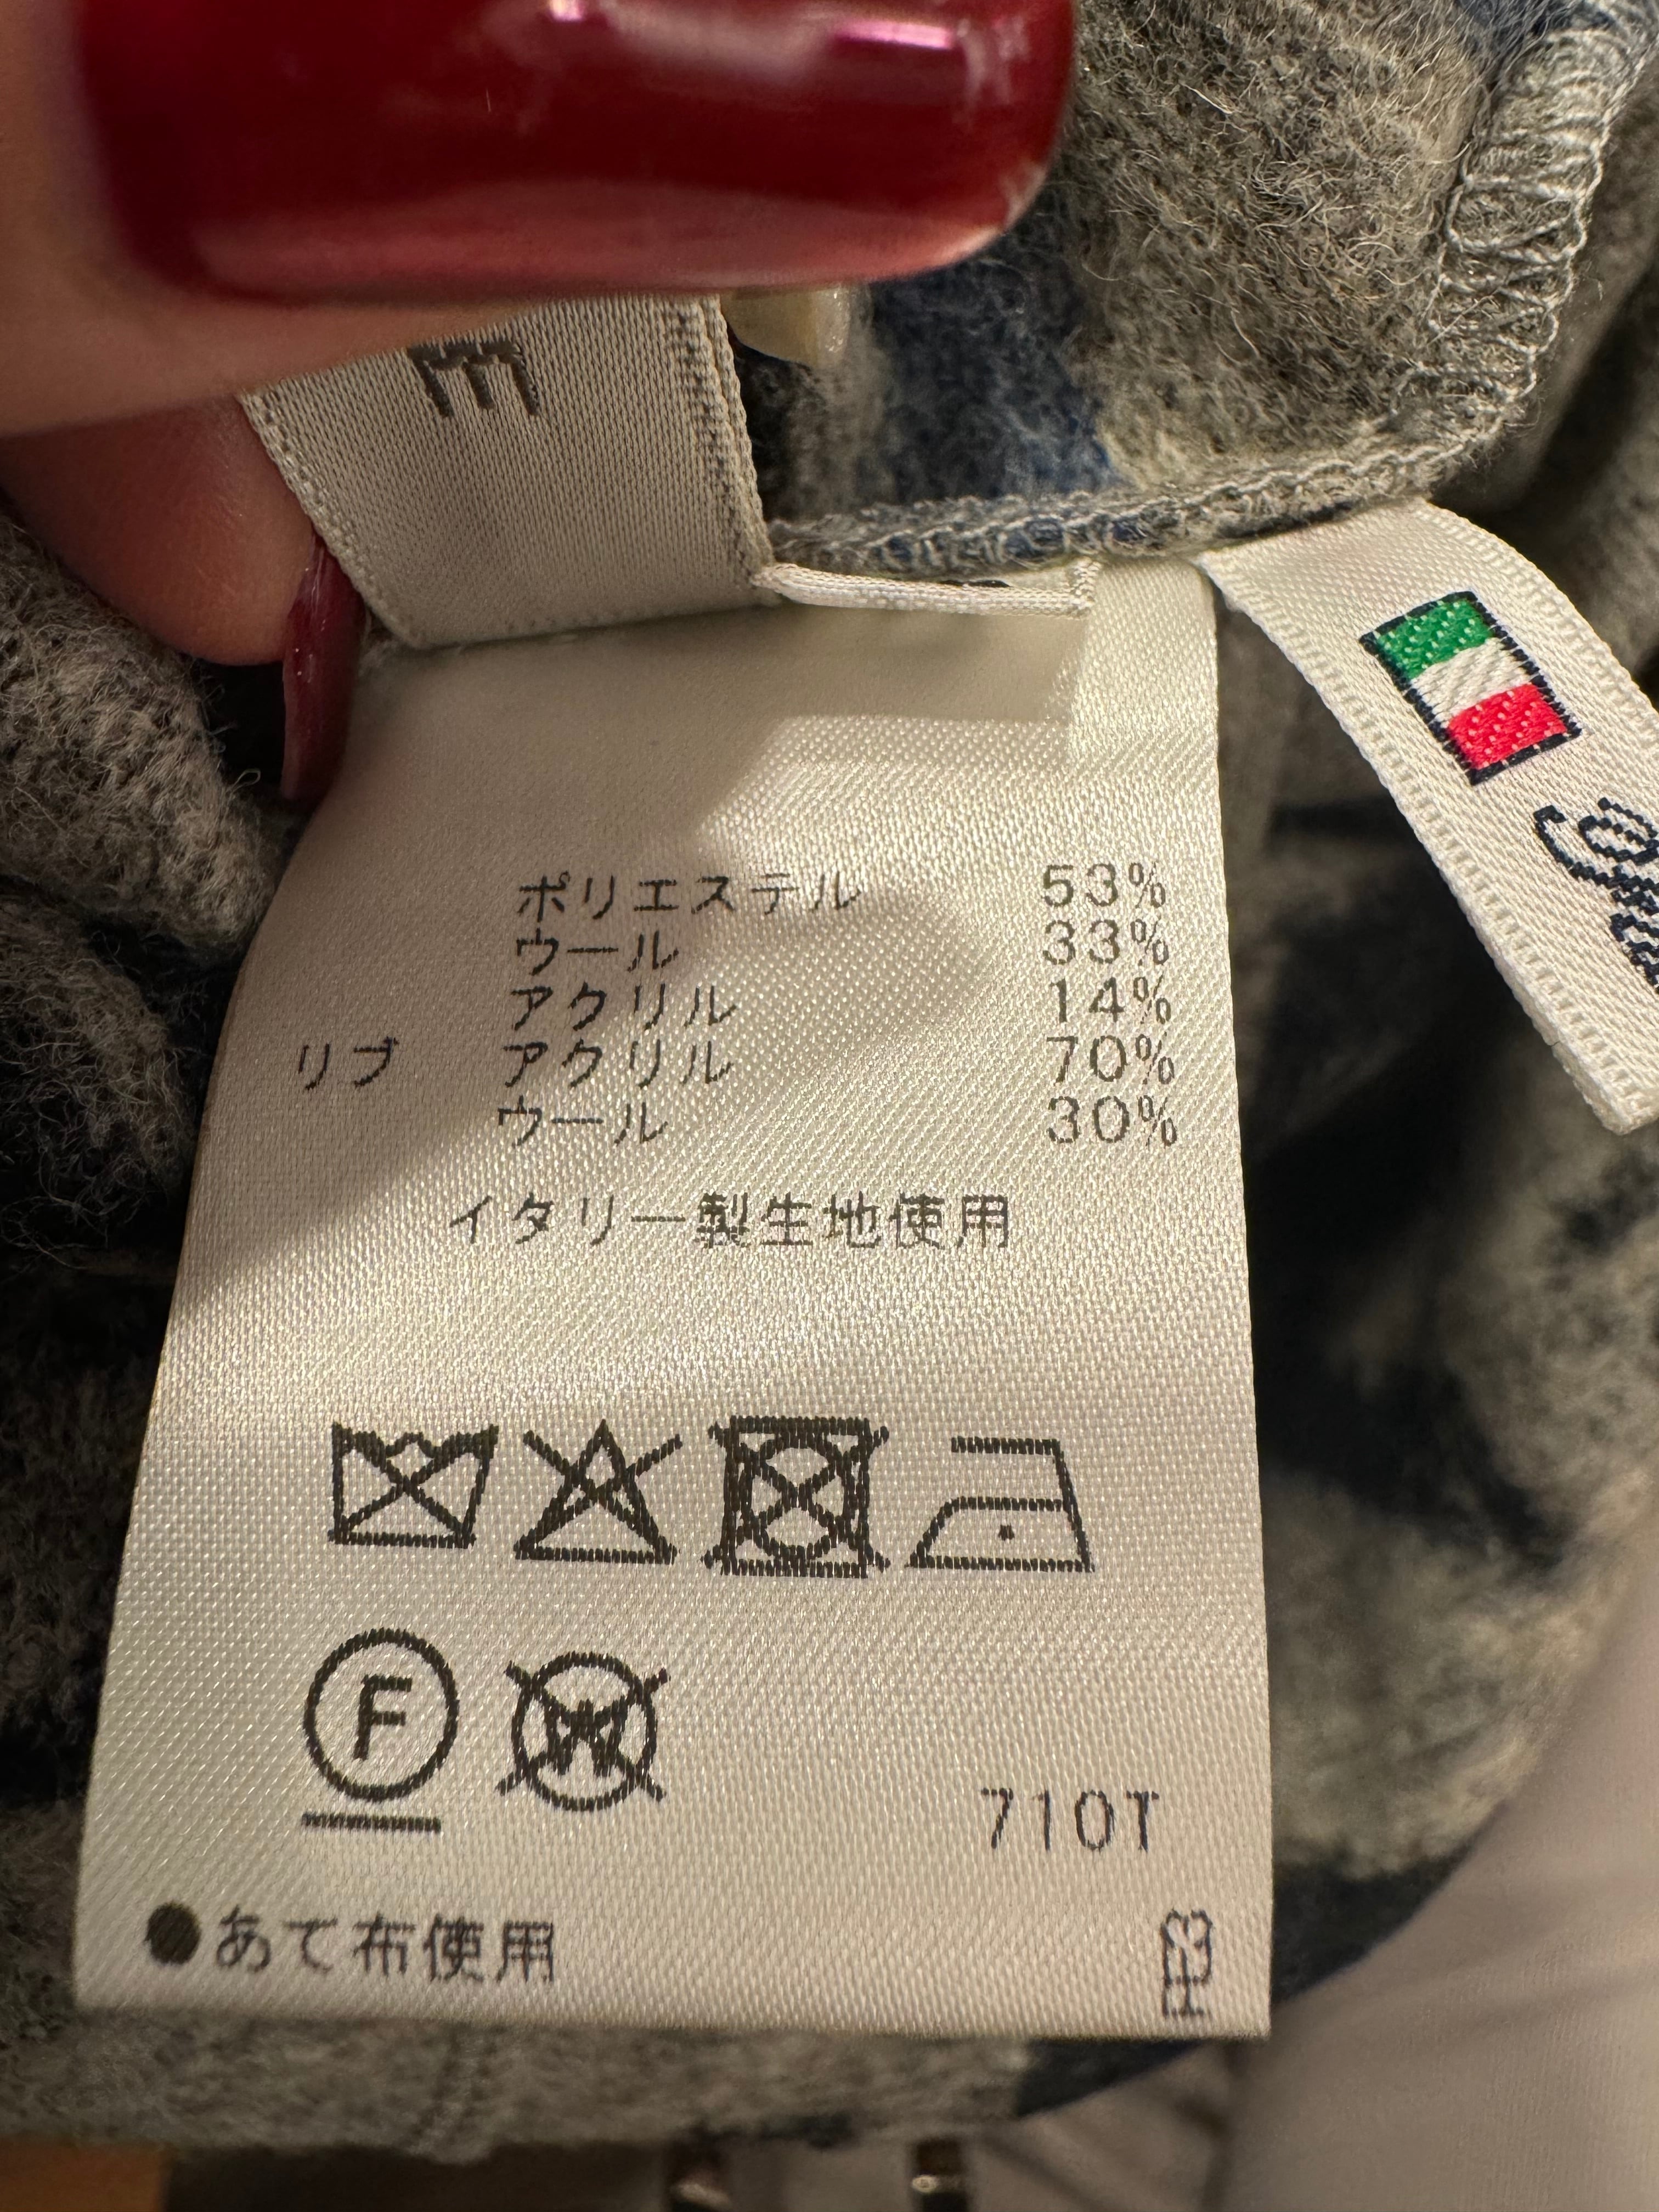 E
ポリエステル 53%
ウール 33%
アクリル 14%
リブ アクリル 70%
ウール 30%
イタリー製生地使用
F W
710T
●あて布使用